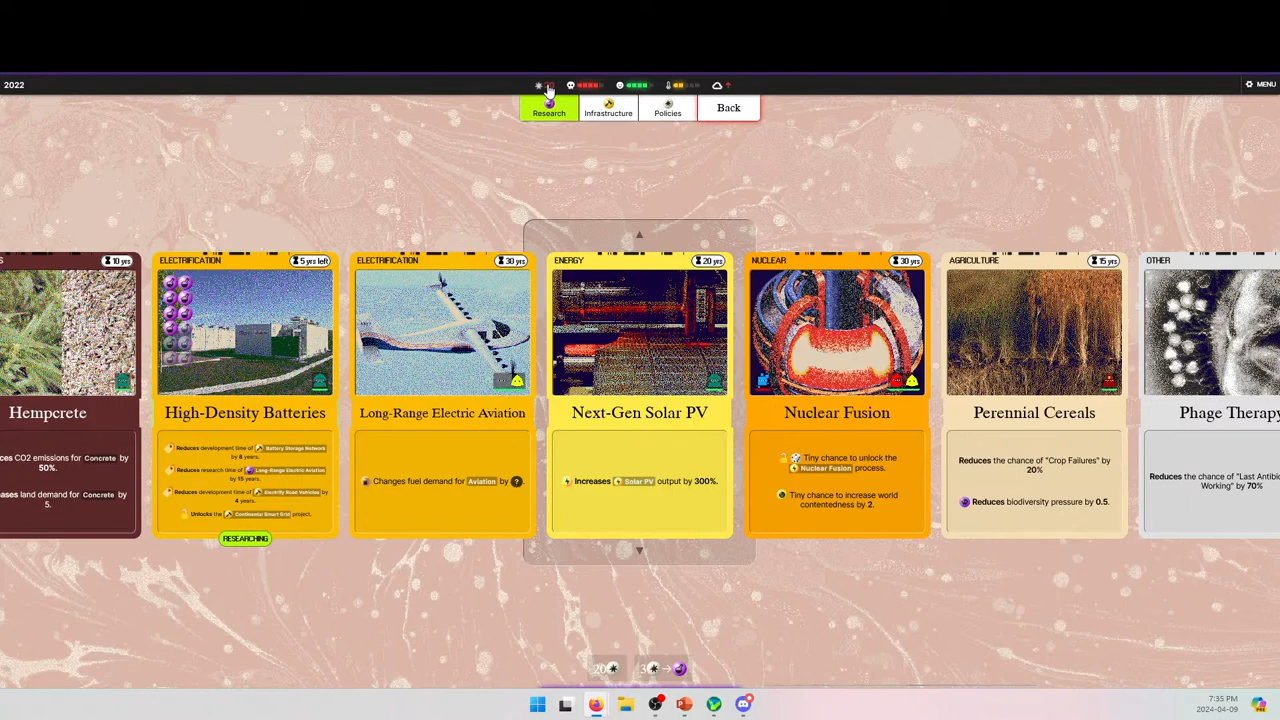 2022
MENU
Research
Infrastructure
Policies
Back
10 yrs
Hempcrete
CO2 emissions for Concrete by
50%.
land demand for Concrete by
5.
ELECTRIFICATION
5 yrs left
High-Density Batteries
Reduces development time of Battery Storage Network
by 8 years.
Reduces research time of Long-Range Electric Aviation
by 15 years.
Reduces development time of Electrify Road Vehicles by
4 years.
Unlocks the Continental Smart Grid project.
RESEARCHING
ELECTRIFICATION
30 yrs
Long-Range Electric Aviation
Changes fuel demand for Aviation by ?.
ENERGY
20 yrs
Next-Gen Solar PV
Increases Solar PV output by 300%.
NUCLEAR
30 yrs
Nuclear Fusion
Tiny chance to unlock the
Nuclear Fusion process.
Tiny chance to increase world
contentedness by 2.
AGRICULTURE
15 yrs
Perennial Cereals
Reduces the chance of "Crop Failures" by
20%
Reduces biodiversity pressure by 0.5.
OTHER
Phage Therapy
Reduces the chance of "Last Antibio
Working" by 70%
20
3 →
7:35 PM
2024-04-09